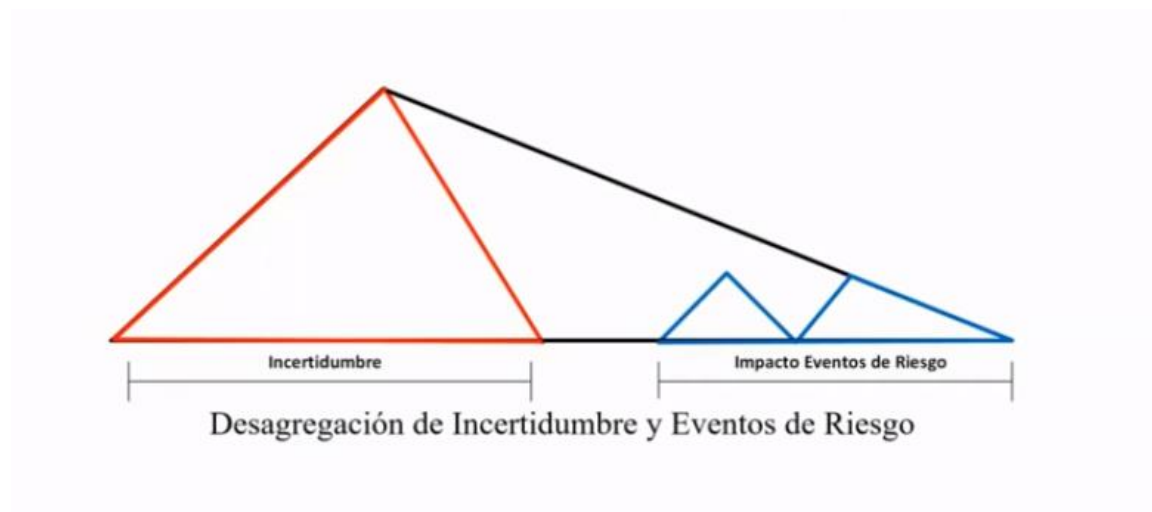 Incertidumbre
Impacto Eventos de Riesgo
Desagregación de Incertidumbre y Eventos de Riesgo